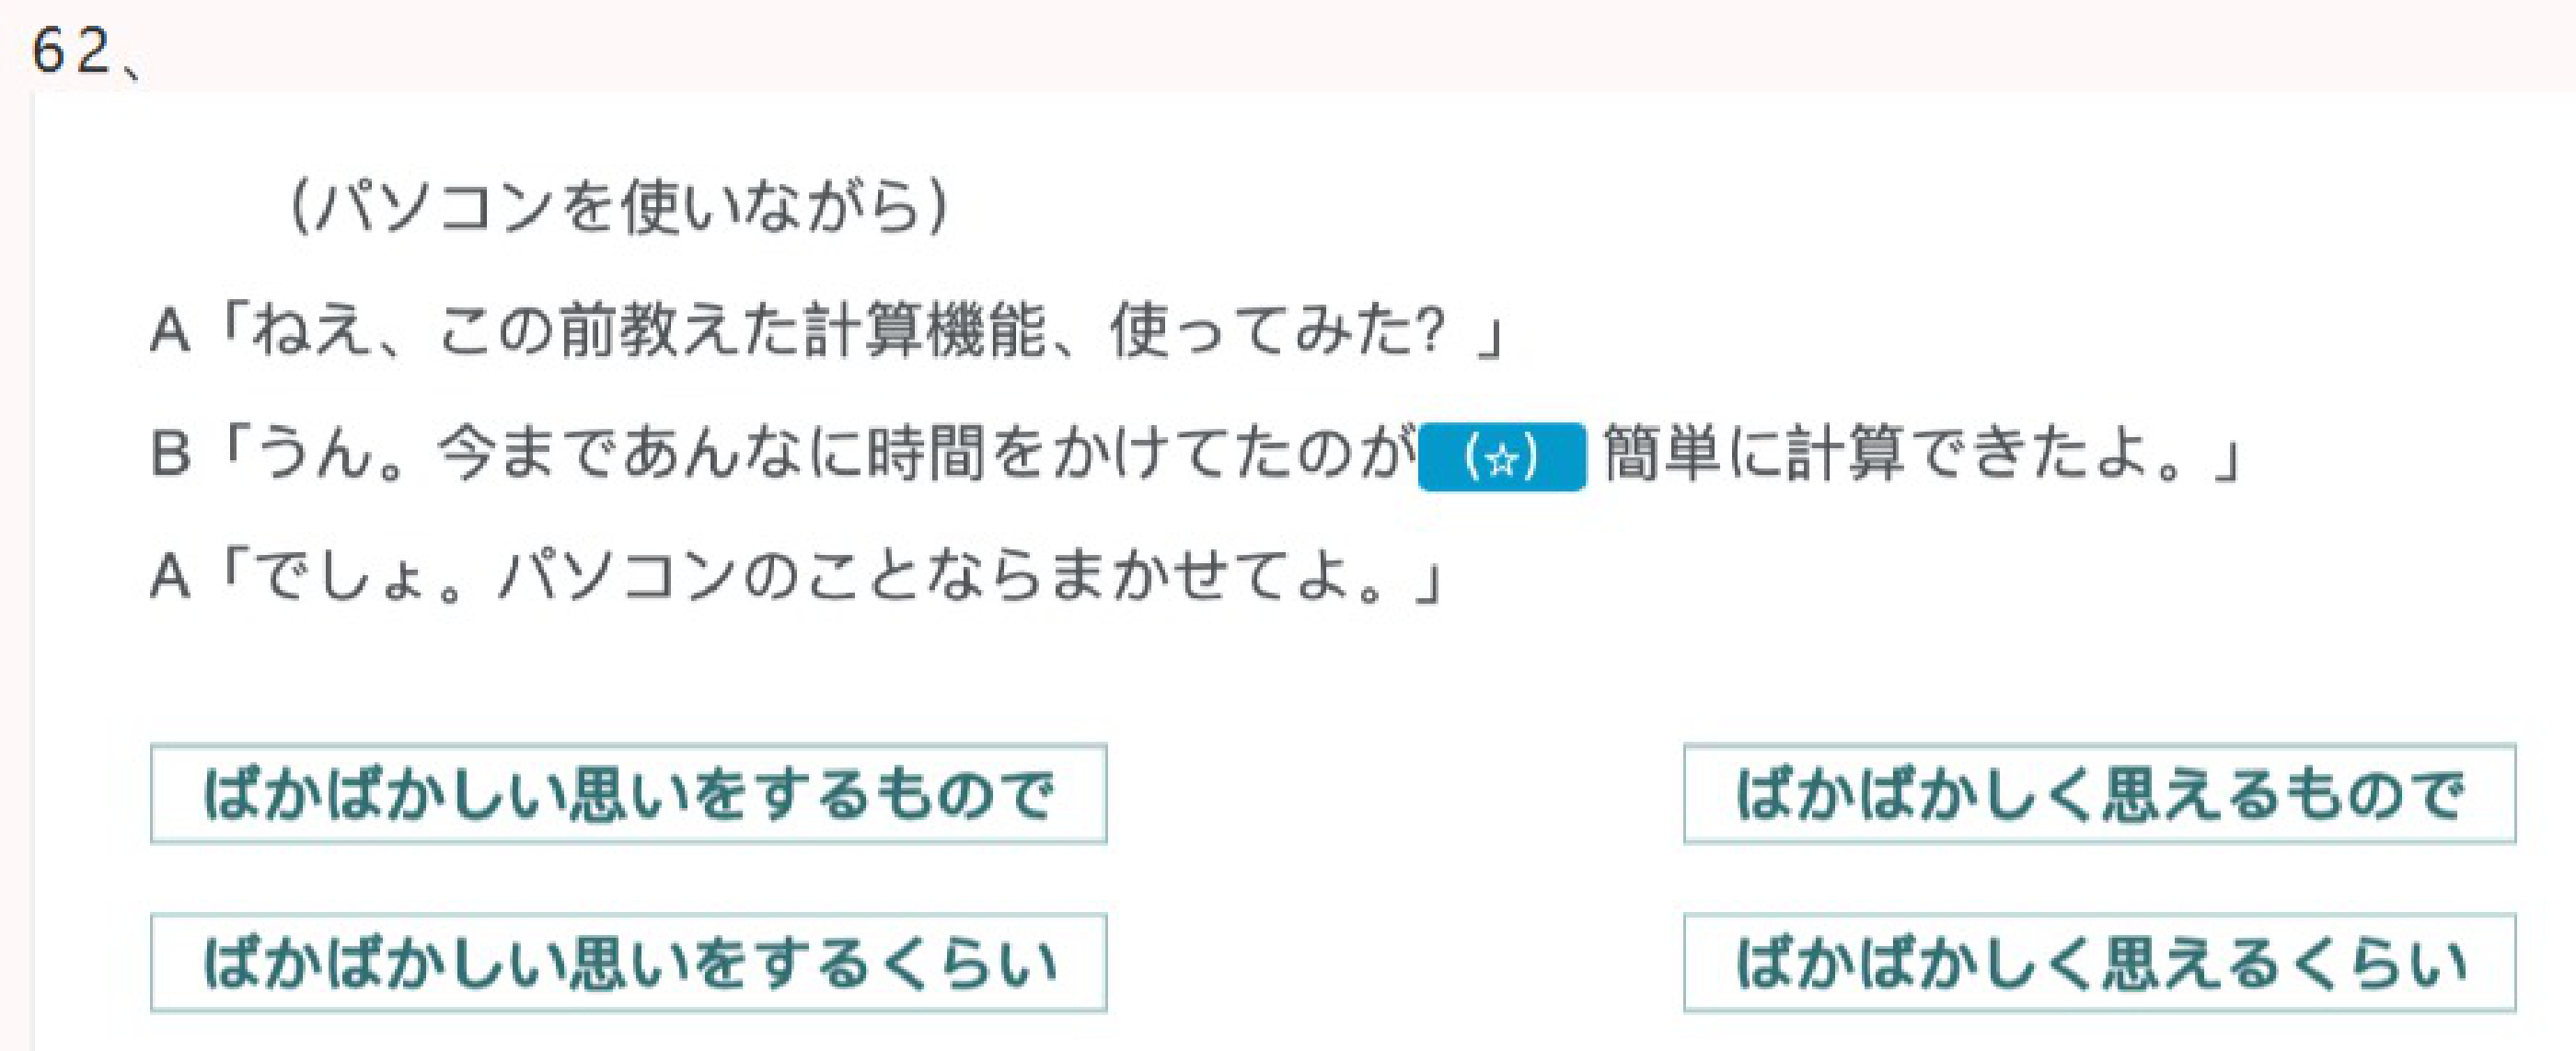 62、
(パソコンを使いながら)
A「ねえ、この前教えた計算機能、使ってみた? 」
B「うん。今まであんなに時間をかけてたのが (☆) 簡単に計算できたよ。」
A「でしょ。パソコンのことならまかせてよ。」
ばかばかしい思いをするもので
ばかばかしく思えるもので
ばかばかしい思いをするくらい
ばかばかしく思えるくらい